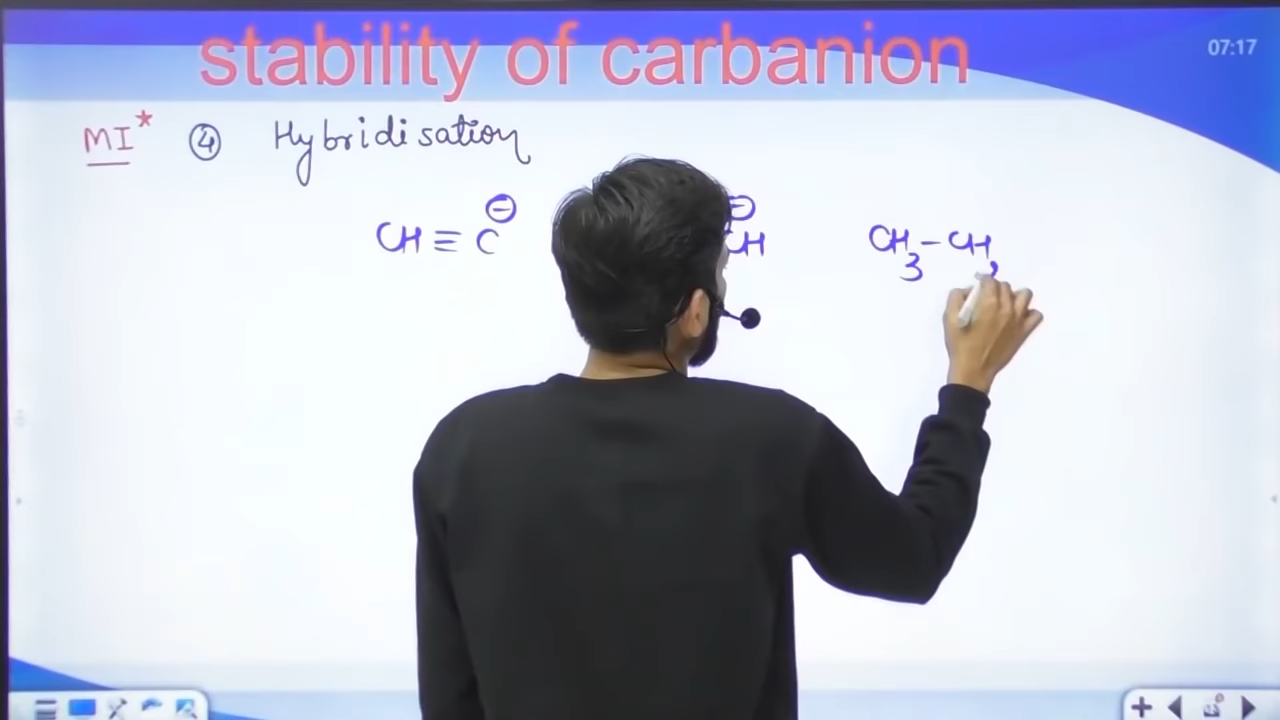 stability of carbanion
07:17
MI* ④ Hybridisation
CH≡C⊖ ⊖CH CH3-CH